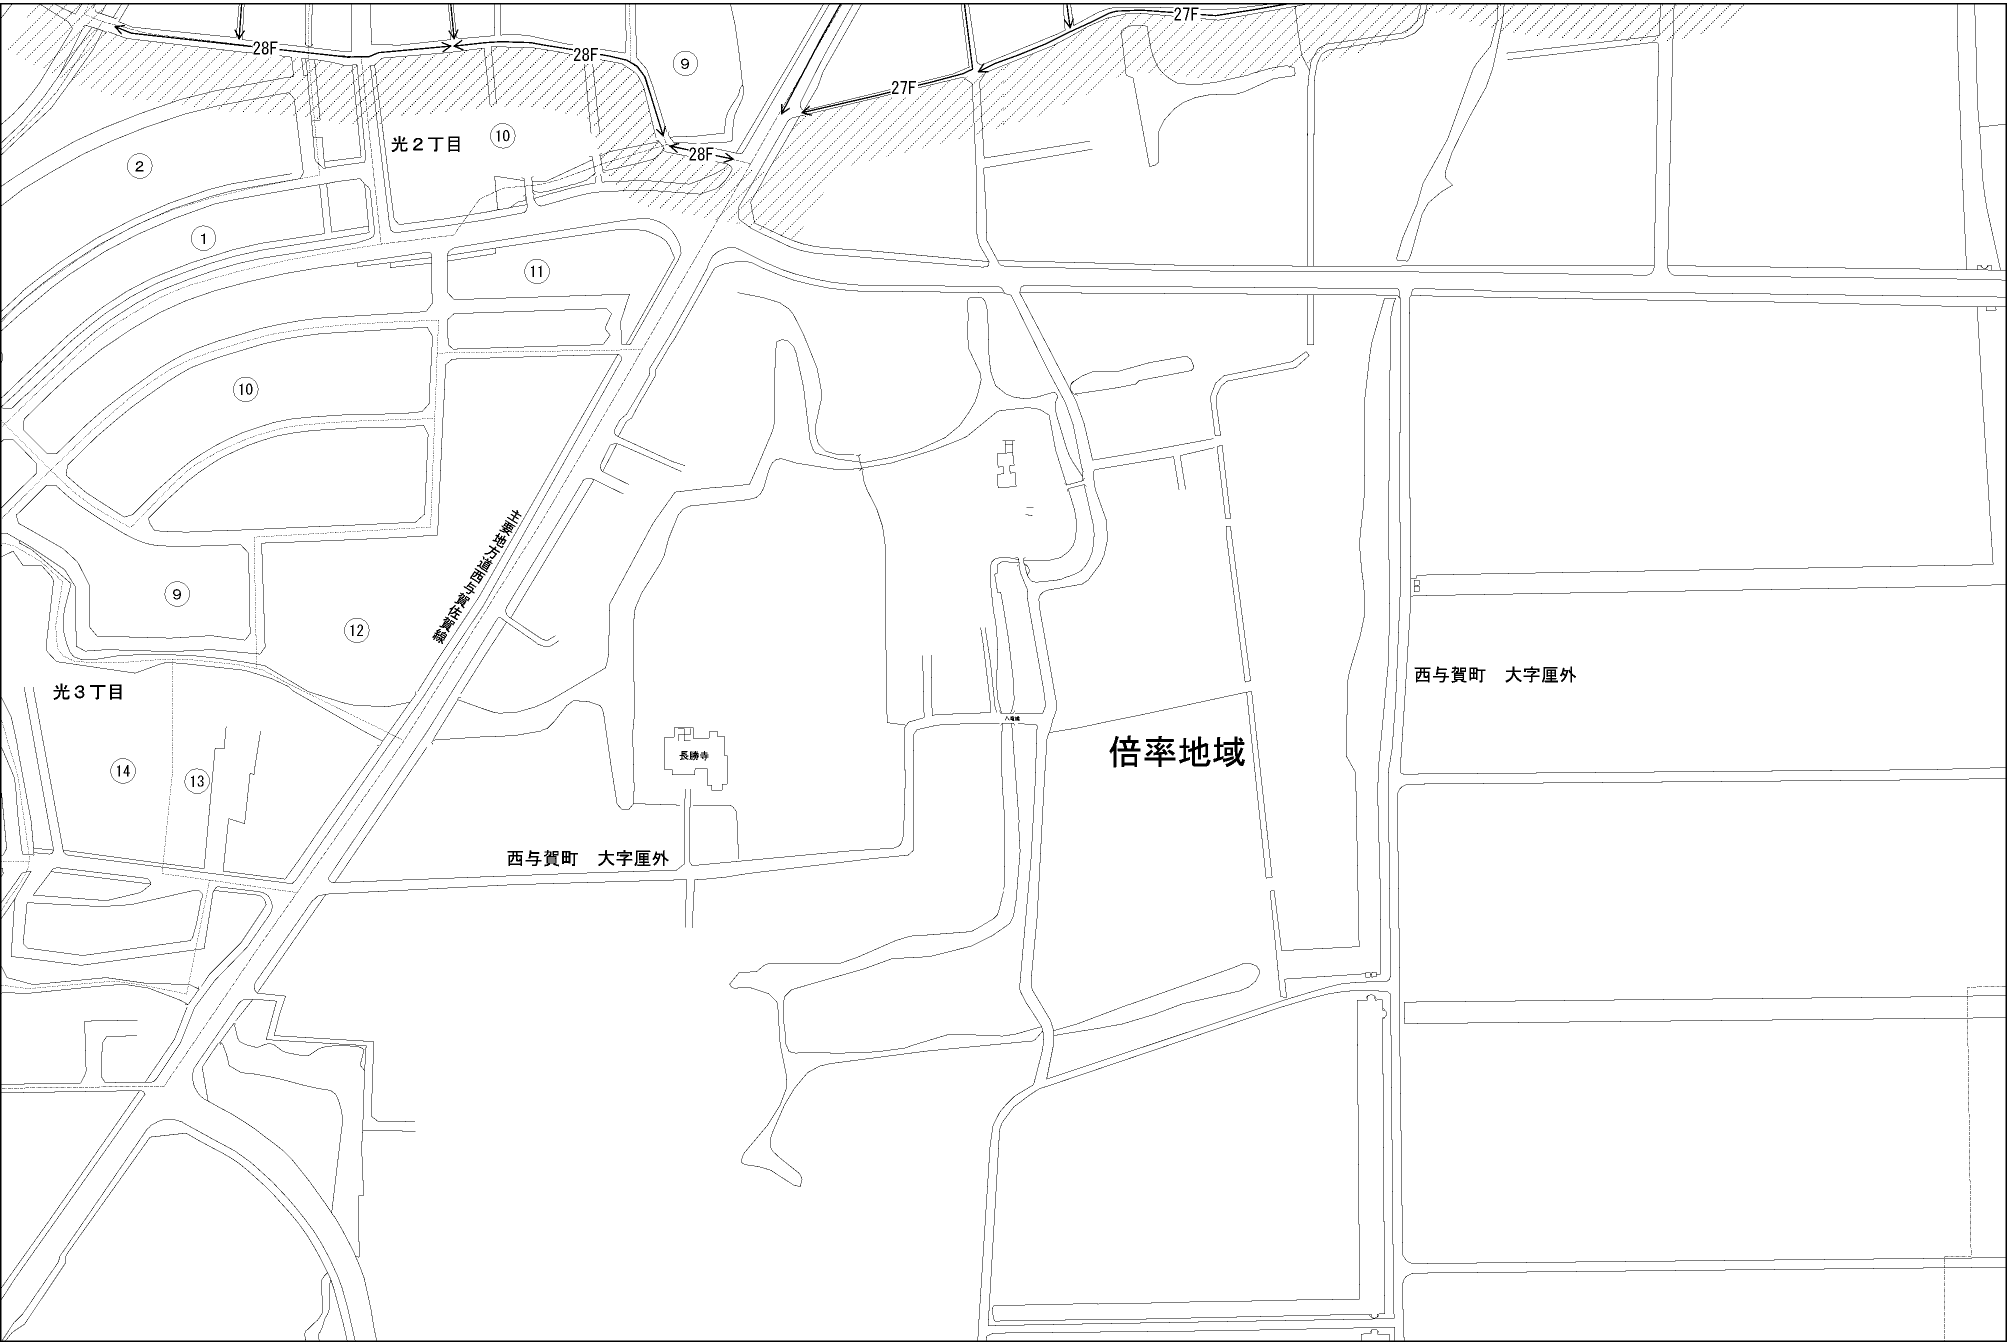 27F
28F
28F
⑨
27F
⑩
光２丁目
②
28F
①
⑪
⑩
主要地方道西与賀佐賀線
⑨
⑫
西与賀町　大字厘外
光３丁目
長勝寺
倍率地域
⑭
⑬
西与賀町　大字厘外